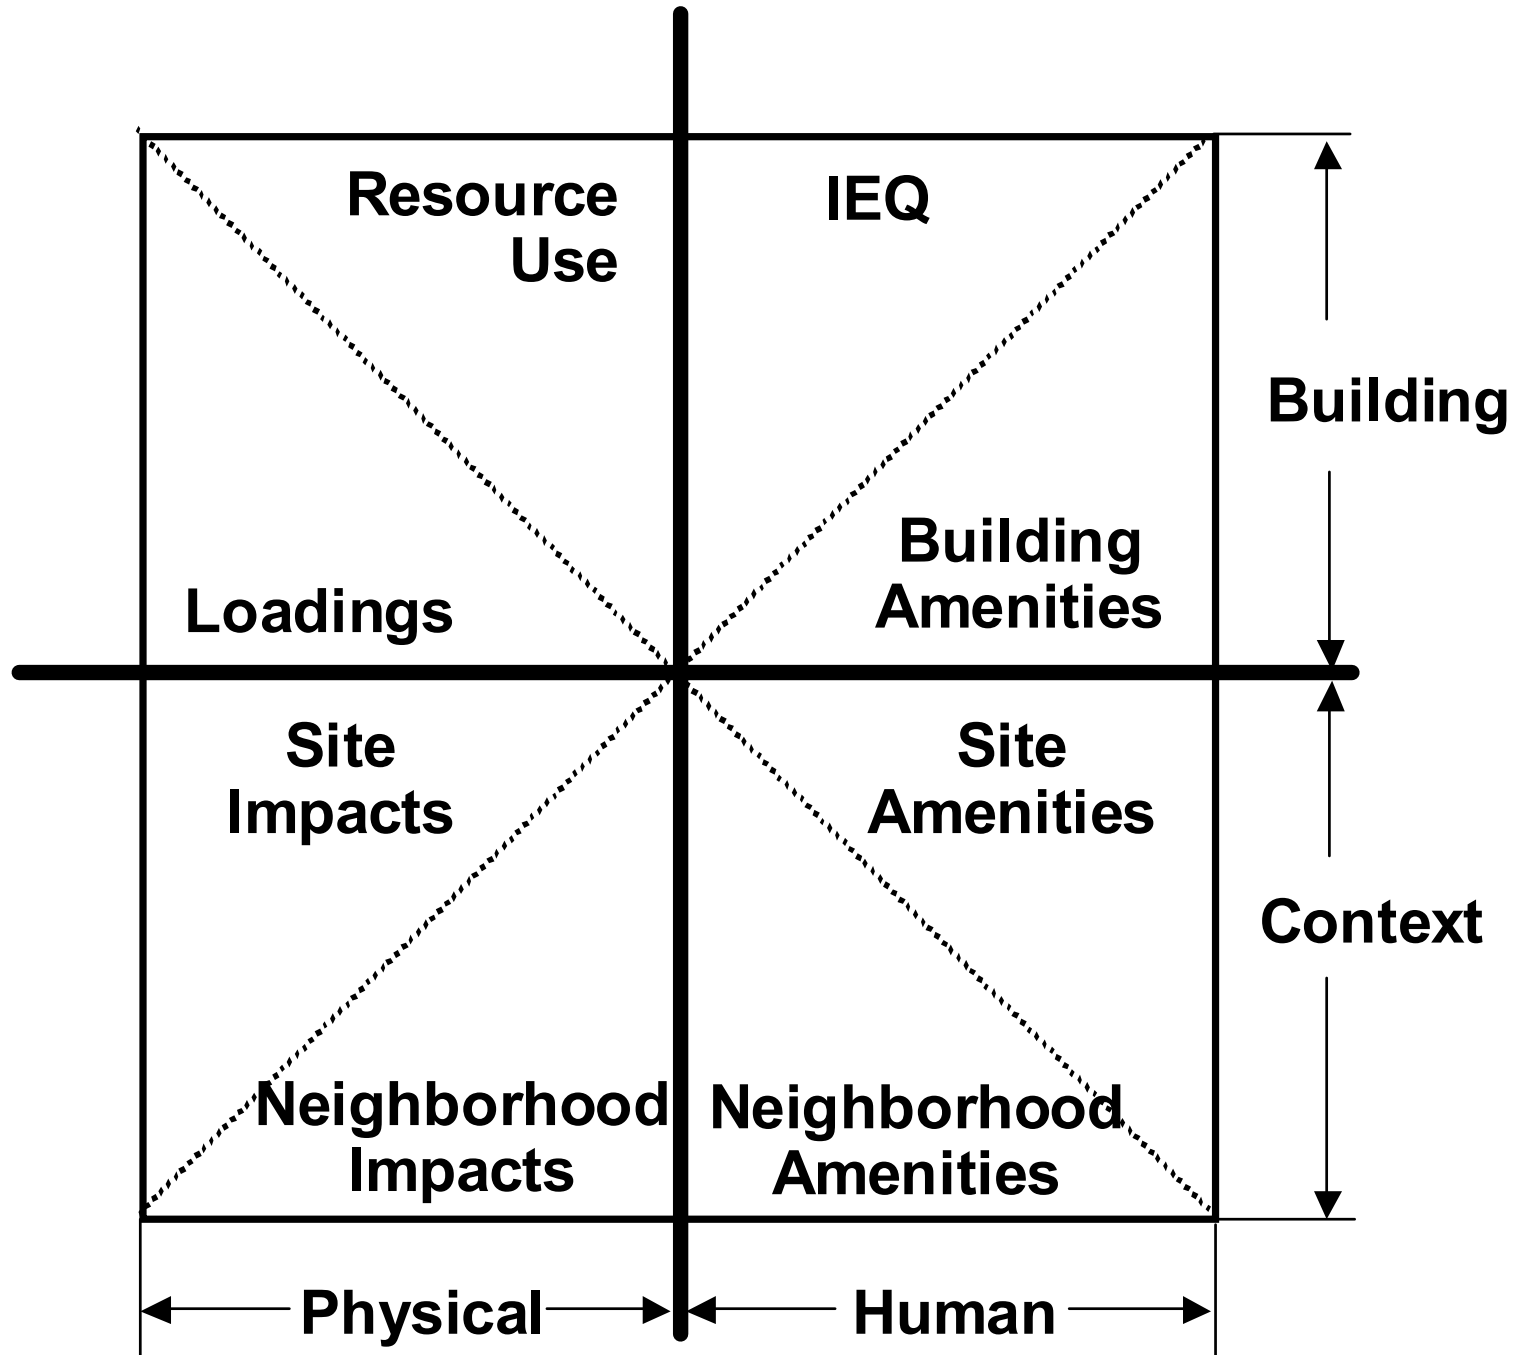 Resource
Use
IEQ
Building
Building
Amenities
Loadings
Site
Impacts
Site
Amenities
Context
Neighborhood
Impacts
Neighborhood
Amenities
Physical
Human